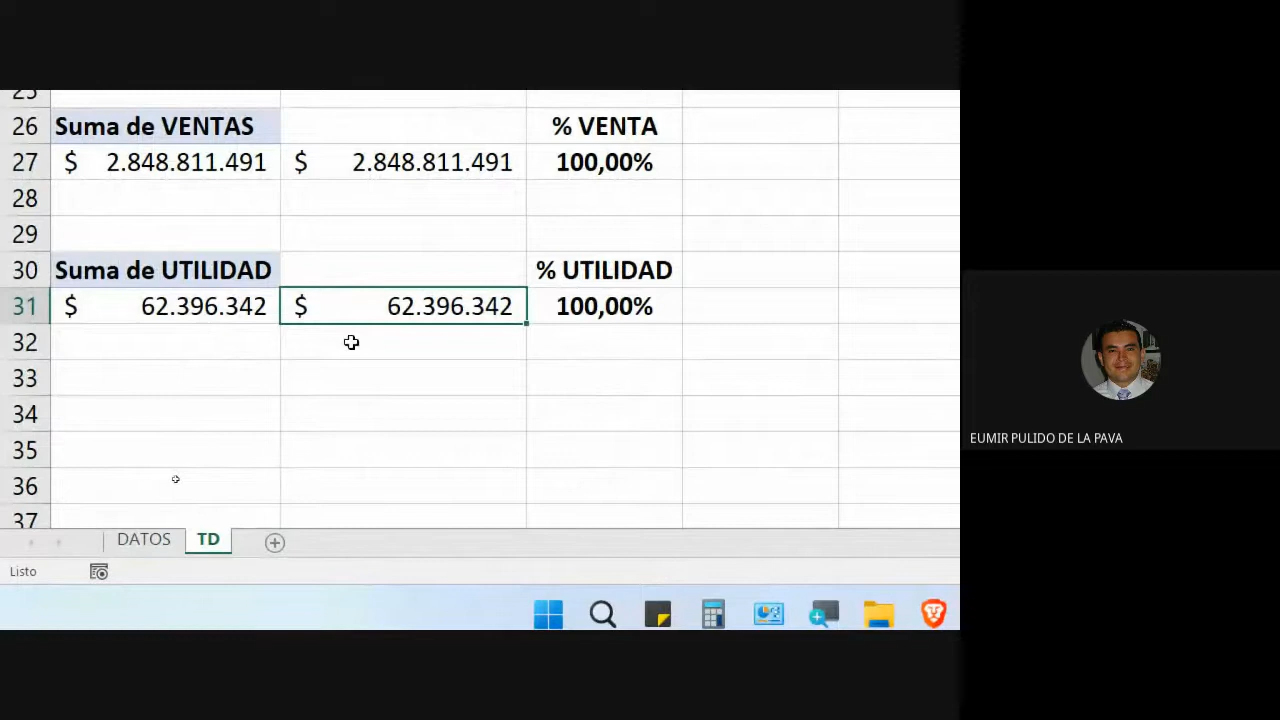 25
26 Suma de VENTAS % VENTA
27 $ 2.848.811.491 $ 2.848.811.491 100,00%
28
29
30 Suma de UTILIDAD % UTILIDAD
31 $ 62.396.342 $ 62.396.342 100,00%
32
33
34
35
36
37
DATOS TD
Listo
EUMIR PULIDO DE LA PAVA